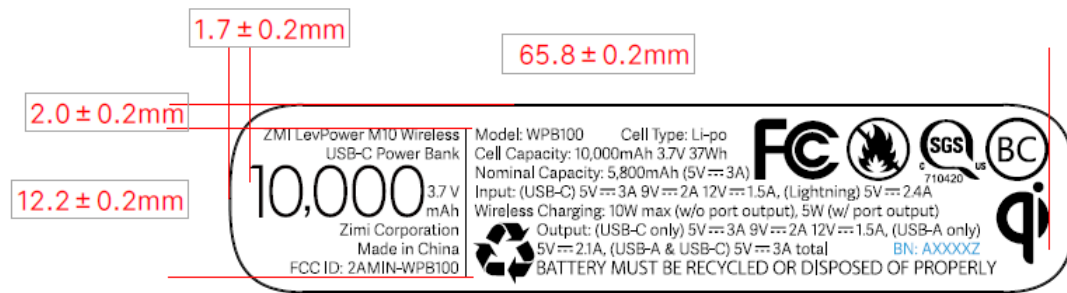 1.7 ± 0.2mm
65.8 ± 0.2mm
2.0 ± 0.2mm
12.2 ± 0.2mm
ZMI LevPower M10 Wireless
USB-C Power Bank
10,000 3.7 V
mAh
Zimi Corporation
Made in China
FCC ID: 2AMIN-WPB100
Model: WPB100 Cell Type: Li-po
Cell Capacity: 10,000mAh 3.7V 37Wh
Nominal Capacity: 5,800mAh (5V⎓3A)
Input: (USB-C) 5V⎓3A 9V⎓2A 12V⎓1.5A, (Lightning) 5V⎓2.4A
Wireless Charging: 10W max (w/o port output), 5W (w/ port output)
Output: (USB-C only) 5V⎓3A 9V⎓2A 12V⎓1.5A, (USB-A only)
5V⎓2.1A, (USB-A & USB-C) 5V⎓3A total BN: AXXXXZ
BATTERY MUST BE RECYCLED OR DISPOSED OF PROPERLY
FC
SGS
C US
710420
BC
qi